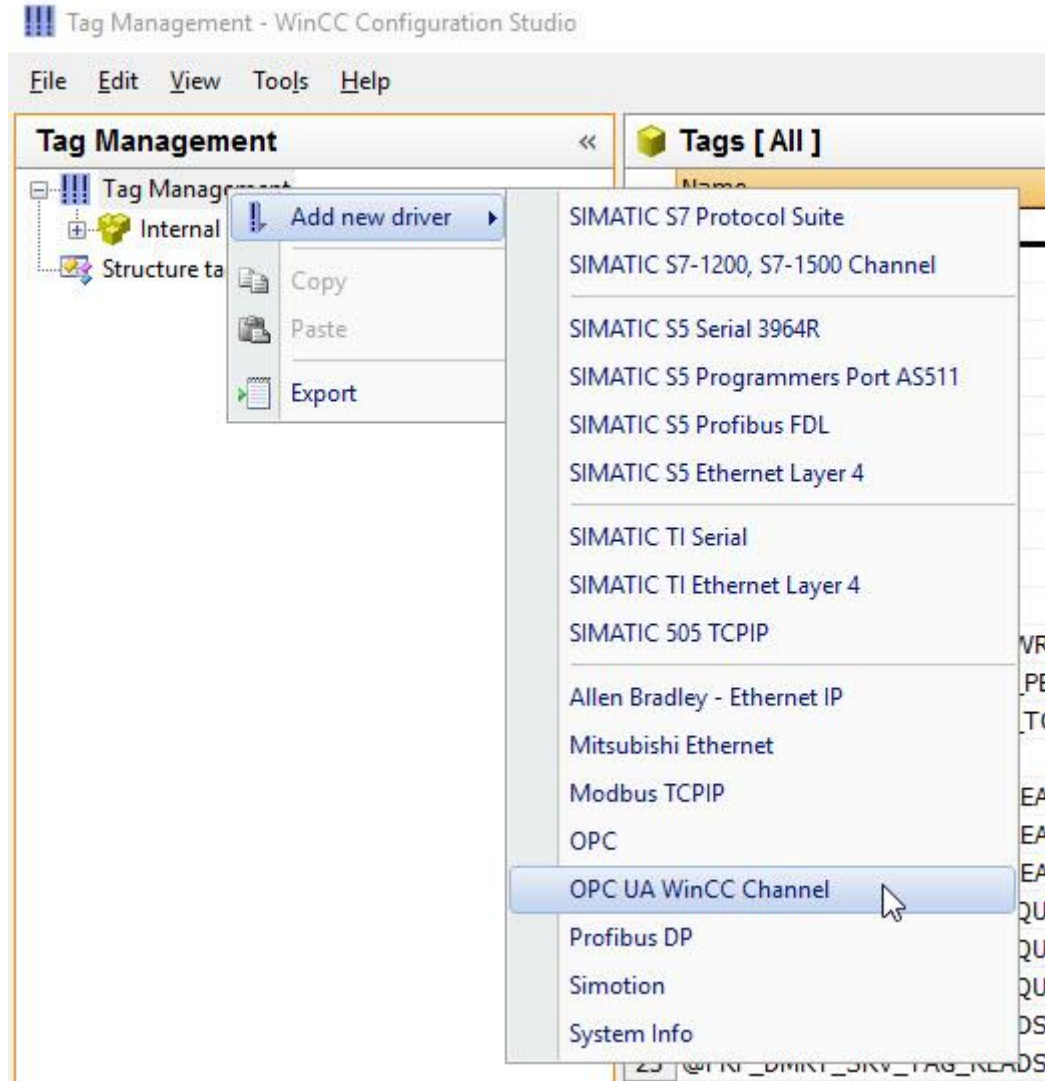 Tag Management - WinCC Configuration Studio
File Edit View Tools Help
Tag Management «
Tags [ All ]
Name
Tag Management
Internal
Structure ta
Add new driver
Copy
Paste
Export
SIMATIC S7 Protocol Suite
SIMATIC S7-1200, S7-1500 Channel
SIMATIC S5 Serial 3964R
SIMATIC S5 Programmers Port AS511
SIMATIC S5 Profibus FDL
SIMATIC S5 Ethernet Layer 4
SIMATIC TI Serial
SIMATIC TI Ethernet Layer 4
SIMATIC 505 TCPIP
Allen Bradley - Ethernet IP
Mitsubishi Ethernet
Modbus TCPIP
OPC
OPC UA WinCC Channel
Profibus DP
Simotion
System Info